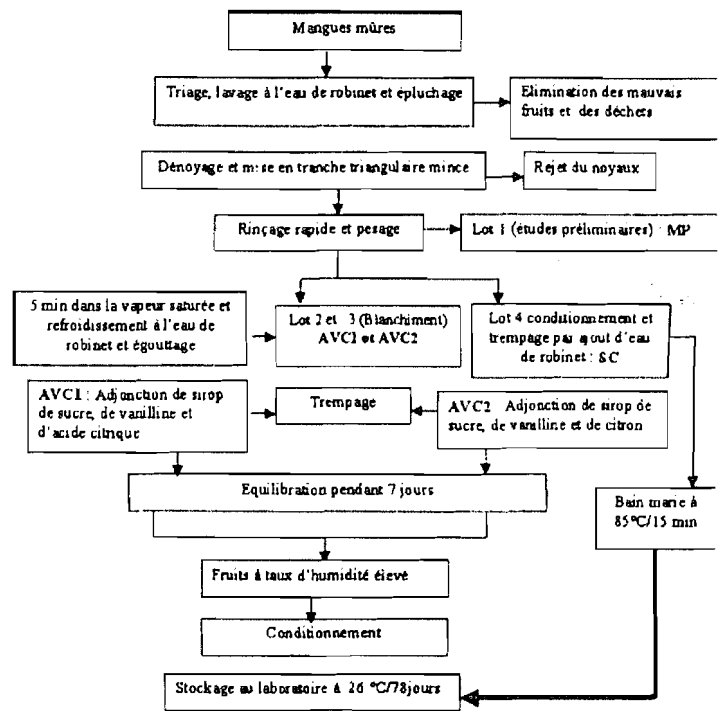 Mangues mûres
Triage, lavage à l'eau de robinet et épluchage
Elimination des mauvais
fruits et des déchets
Dénoyage et mise en tranche triangulaire mince
Rejet du noyaux
Rinçage rapide et pesage
Lot 1 (études préliminaires) : MP
5 min dans la vapeur saturée et
refroidissement à l'eau de
robinet et égouttage
Lot 2 et 3 (Blanchiment)
AVC1 et AVC2
Lot 4 conditionnement et
trempage par ajout d'eau
de robinet : SC
AVC1 : Adjonction de sirop
de sucre, de vanilline et
d'acide citrique
Trempage
AVC2 Adjonction de sirop de
sucre, de vanilline et de citron
Equilibration pendant 7 jours
Bain marie à
85°C/15 min
Fruits à taux d'humidité élevé
Conditionnement
Stockage au laboratoire à 26 °C/78jours